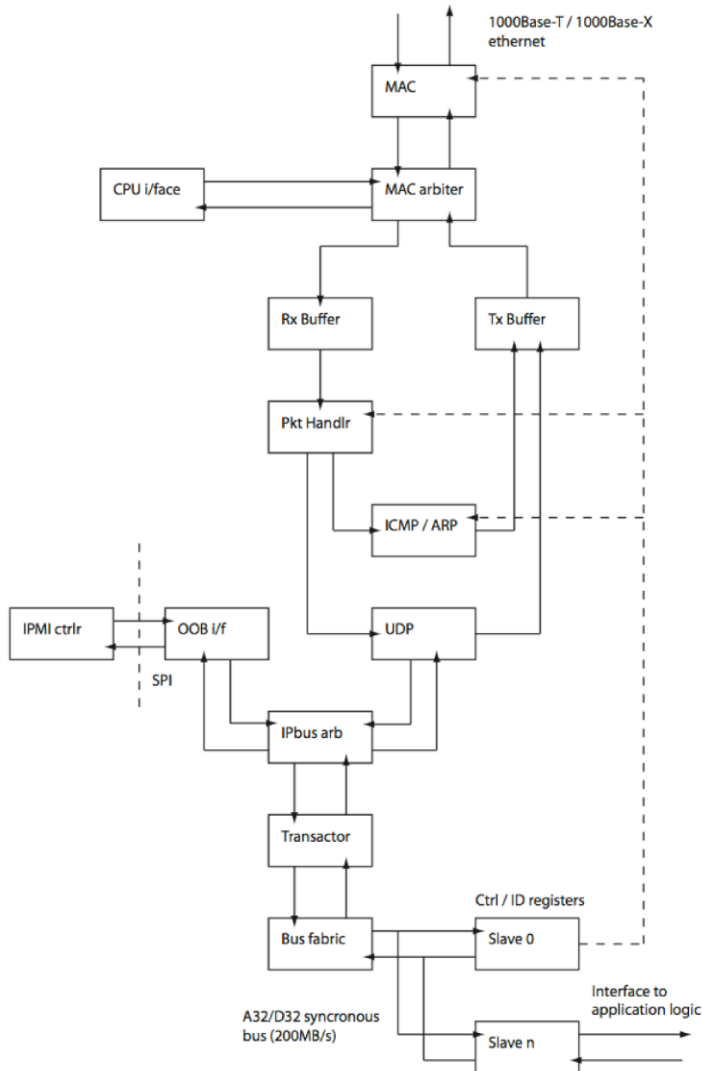 1000Base-T / 1000Base-X
ethernet
MAC
CPU i/face
MAC arbiter
Rx Buffer
Tx Buffer
Pkt Handlr
ICMP / ARP
IPMI ctrlr
OOB i/f
UDP
SPI
IPbus arb
Transactor
Ctrl / ID registers
Bus fabric
Slave 0
A32/D32 syncronous
bus (200MB/s)
Interface to
application logic
Slave n